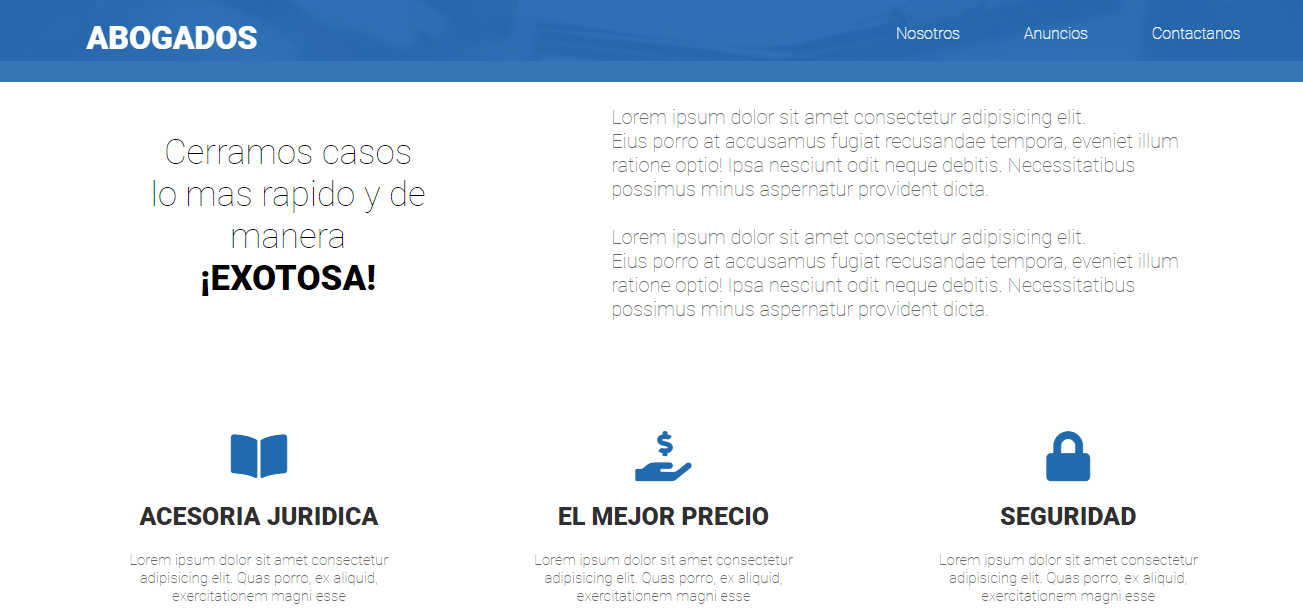 ABOGADOS
Nosotros
Anuncios
Contactanos
Cerramos casos
lo mas rapido y de
manera
¡EXOTOSA!
Lorem ipsum dolor sit amet consectetur adipisicing elit.
Eius porro at accusamus fugiat recusandae tempora, eveniet illum
ratione optio! Ipsa nesciunt odit neque debitis. Necessitatibus
possimus minus aspernatur provident dicta.
Lorem ipsum dolor sit amet consectetur adipisicing elit.
Eius porro at accusamus fugiat recusandae tempora, eveniet illum
ratione optio! Ipsa nesciunt odit neque debitis. Necessitatibus
possimus minus aspernatur provident dicta.
ACESORIA JURIDICA
Lorem ipsum dolor sit amet consectetur
adipisicing elit. Quas porro, ex aliquid,
exercitationem magni esse
EL MEJOR PRECIO
Lorem ipsum dolor sit amet consectetur
adipisicing elit. Quas porro, ex aliquid,
exercitationem magni esse
SEGURIDAD
Lorem ipsum dolor sit amet consectetur
adipisicing elit. Quas porro, ex aliquid,
exercitationem magni esse